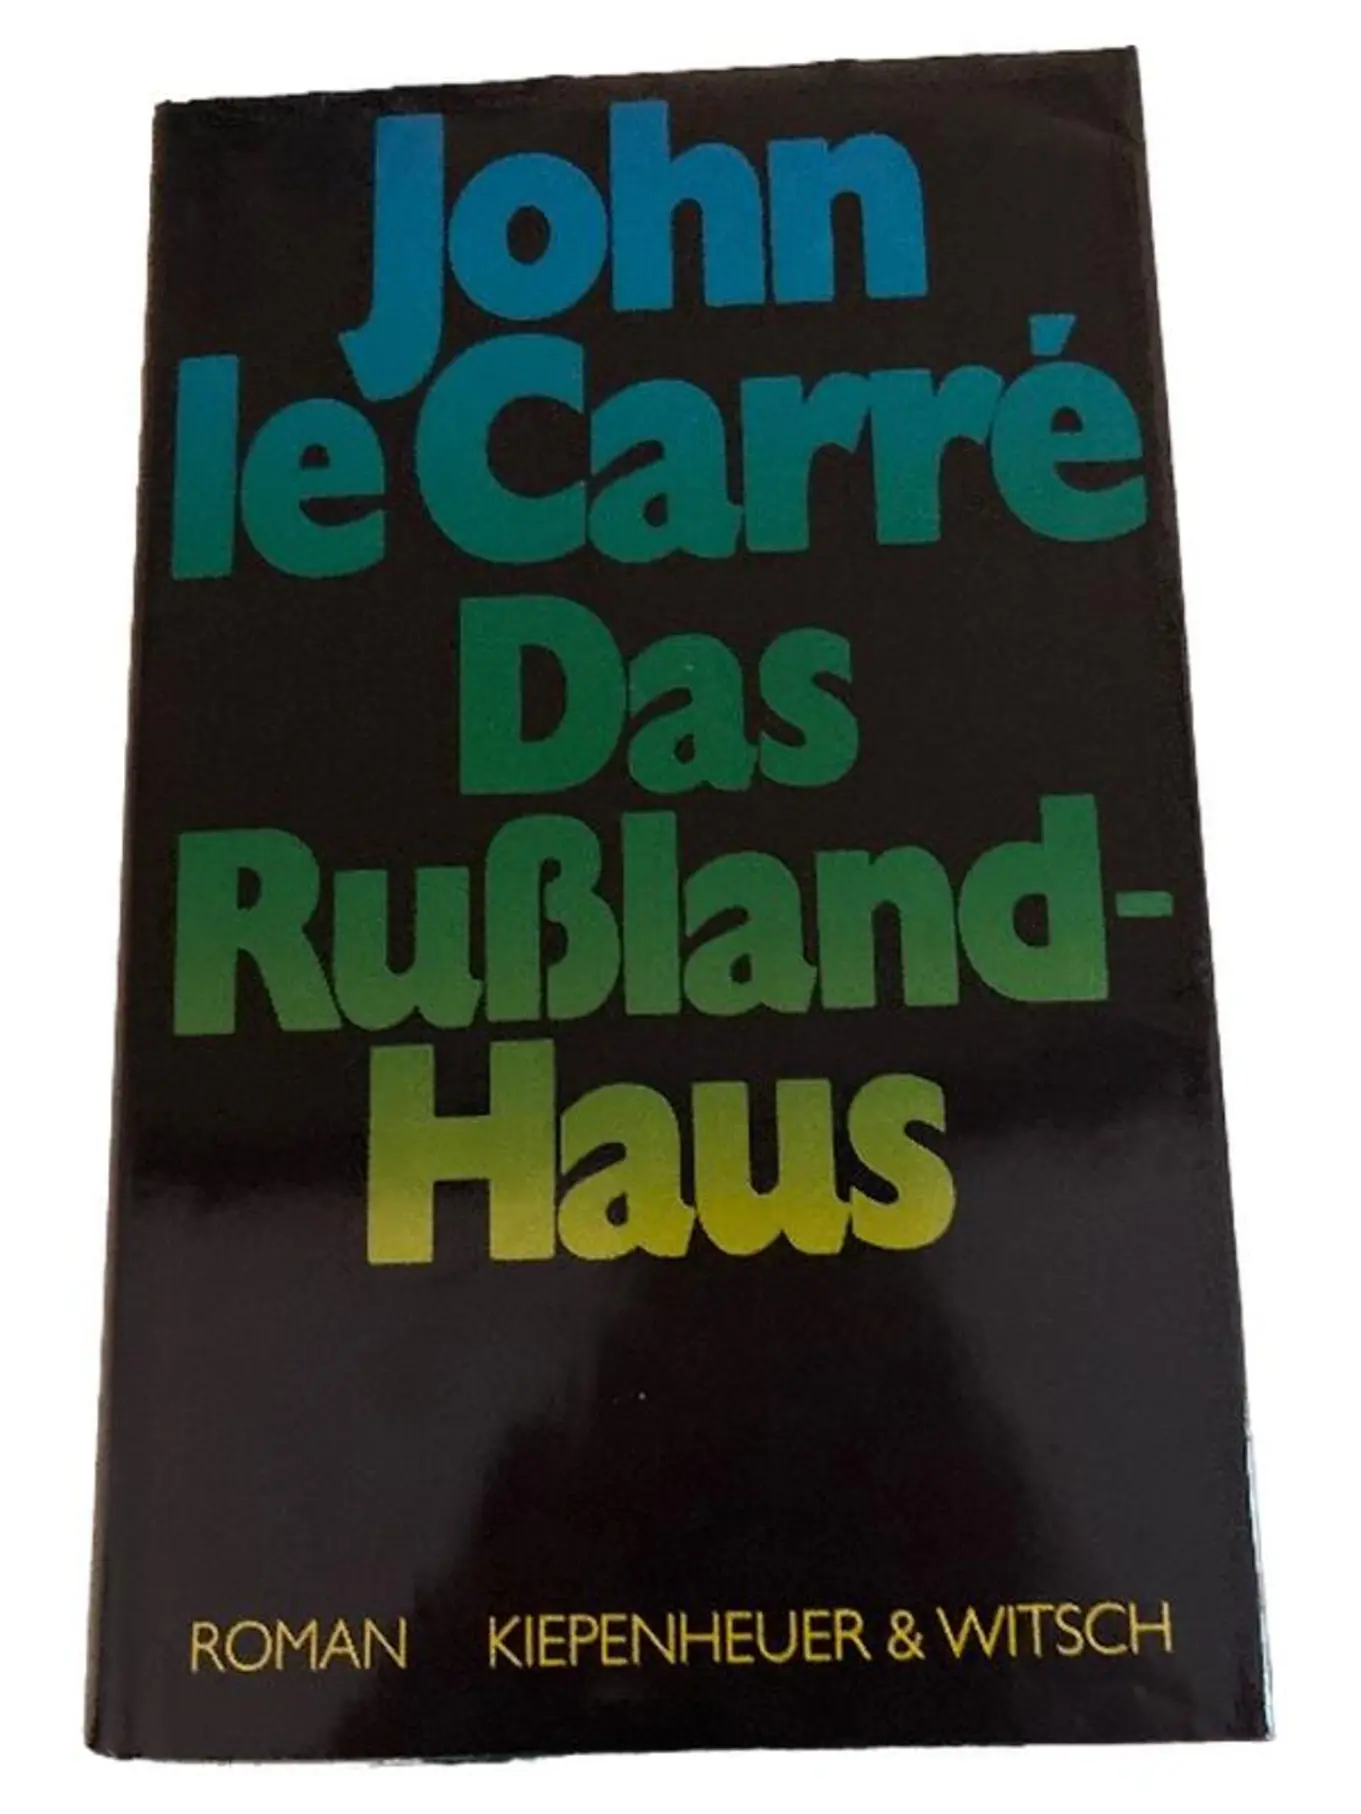 John
le Carré
Das
Rußland-
Haus
ROMAN KIEPENHEUER & WITSCH